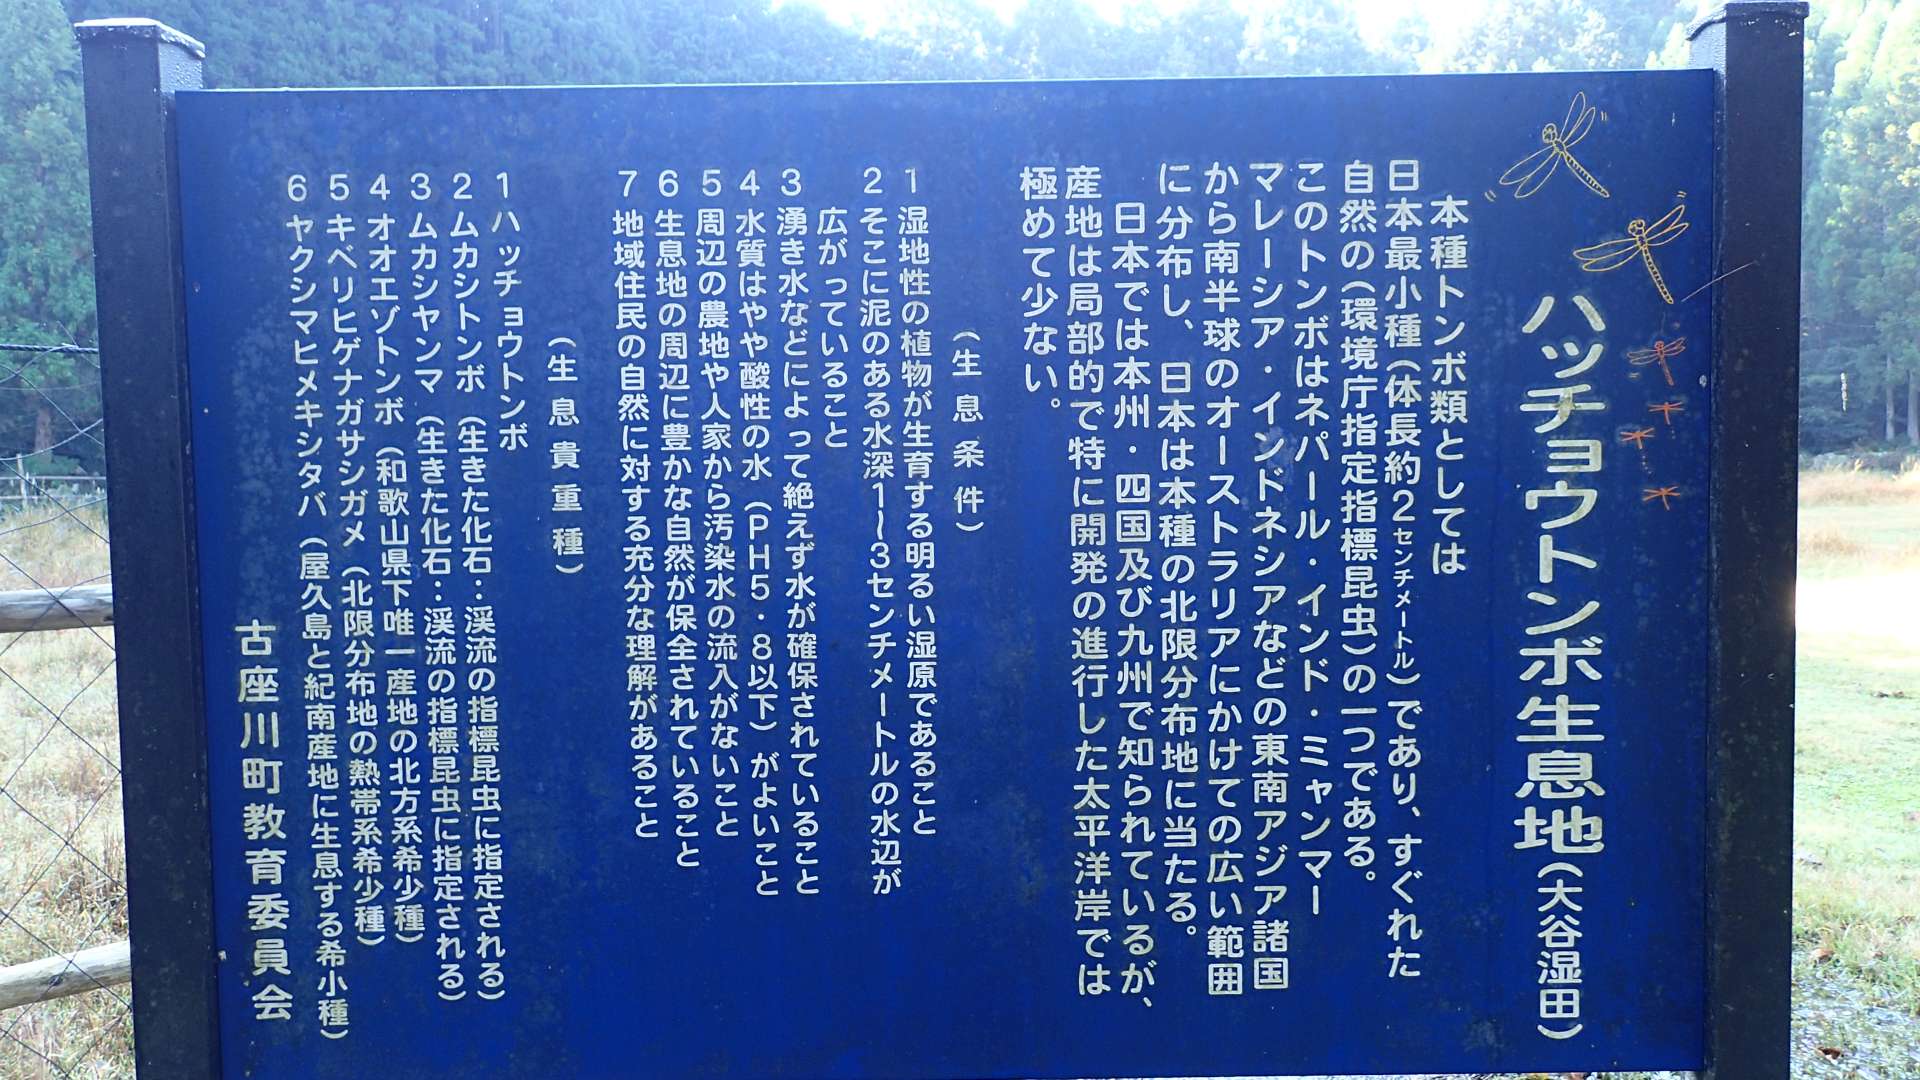 ハッチョウトンボ生息地(大谷湿田)
本種トンボ類としては
日本最小種(体長約2センチメートル)であり、すぐれた
自然の(環境庁指定指標昆虫)の一つである。
このトンボはネパール・インド・ミャンマー
マレーシア・インドネシアなどの東南アジア諸国
から南半球のオーストラリアにかけての広い範囲
に分布し、日本は本種の北限分布地に当たる。
日本では本州・四国及び九州で知られているが、
産地は局部的で特に開発の進行した太平洋岸では
極めて少ない。
(生息条件)
1 湿地性の植物が生育する明るい湿原であること
2 そこに泥のある水深1~3センチメートルの水辺が
広がっていること
3 湧き水などによって絶えず水が確保されていること
4 水質はやや酸性の水(PH5・8以下)がよいこと
5 周辺の農地や人家から汚染水の流入がないこと
6 生息地の周辺に豊かな自然が保全されていること
7 地域住民の自然に対する充分な理解があること
(生息貴重種)
1 ハッチョウトンボ
2 ムカシトンボ(生きた化石:渓流の指標昆虫に指定される)
3 ムカシヤンマ(生きた化石:渓流の指標昆虫に指定される)
4 オオエゾトンボ(和歌山県下唯一産地の北方系希少種)
5 キベリヒゲナガサシガメ(北限分布地の熱帯系希少種)
6 ヤクシマヒメキシタバ(屋久島と紀南産地に生息する希小種)
古座川町教育委員会